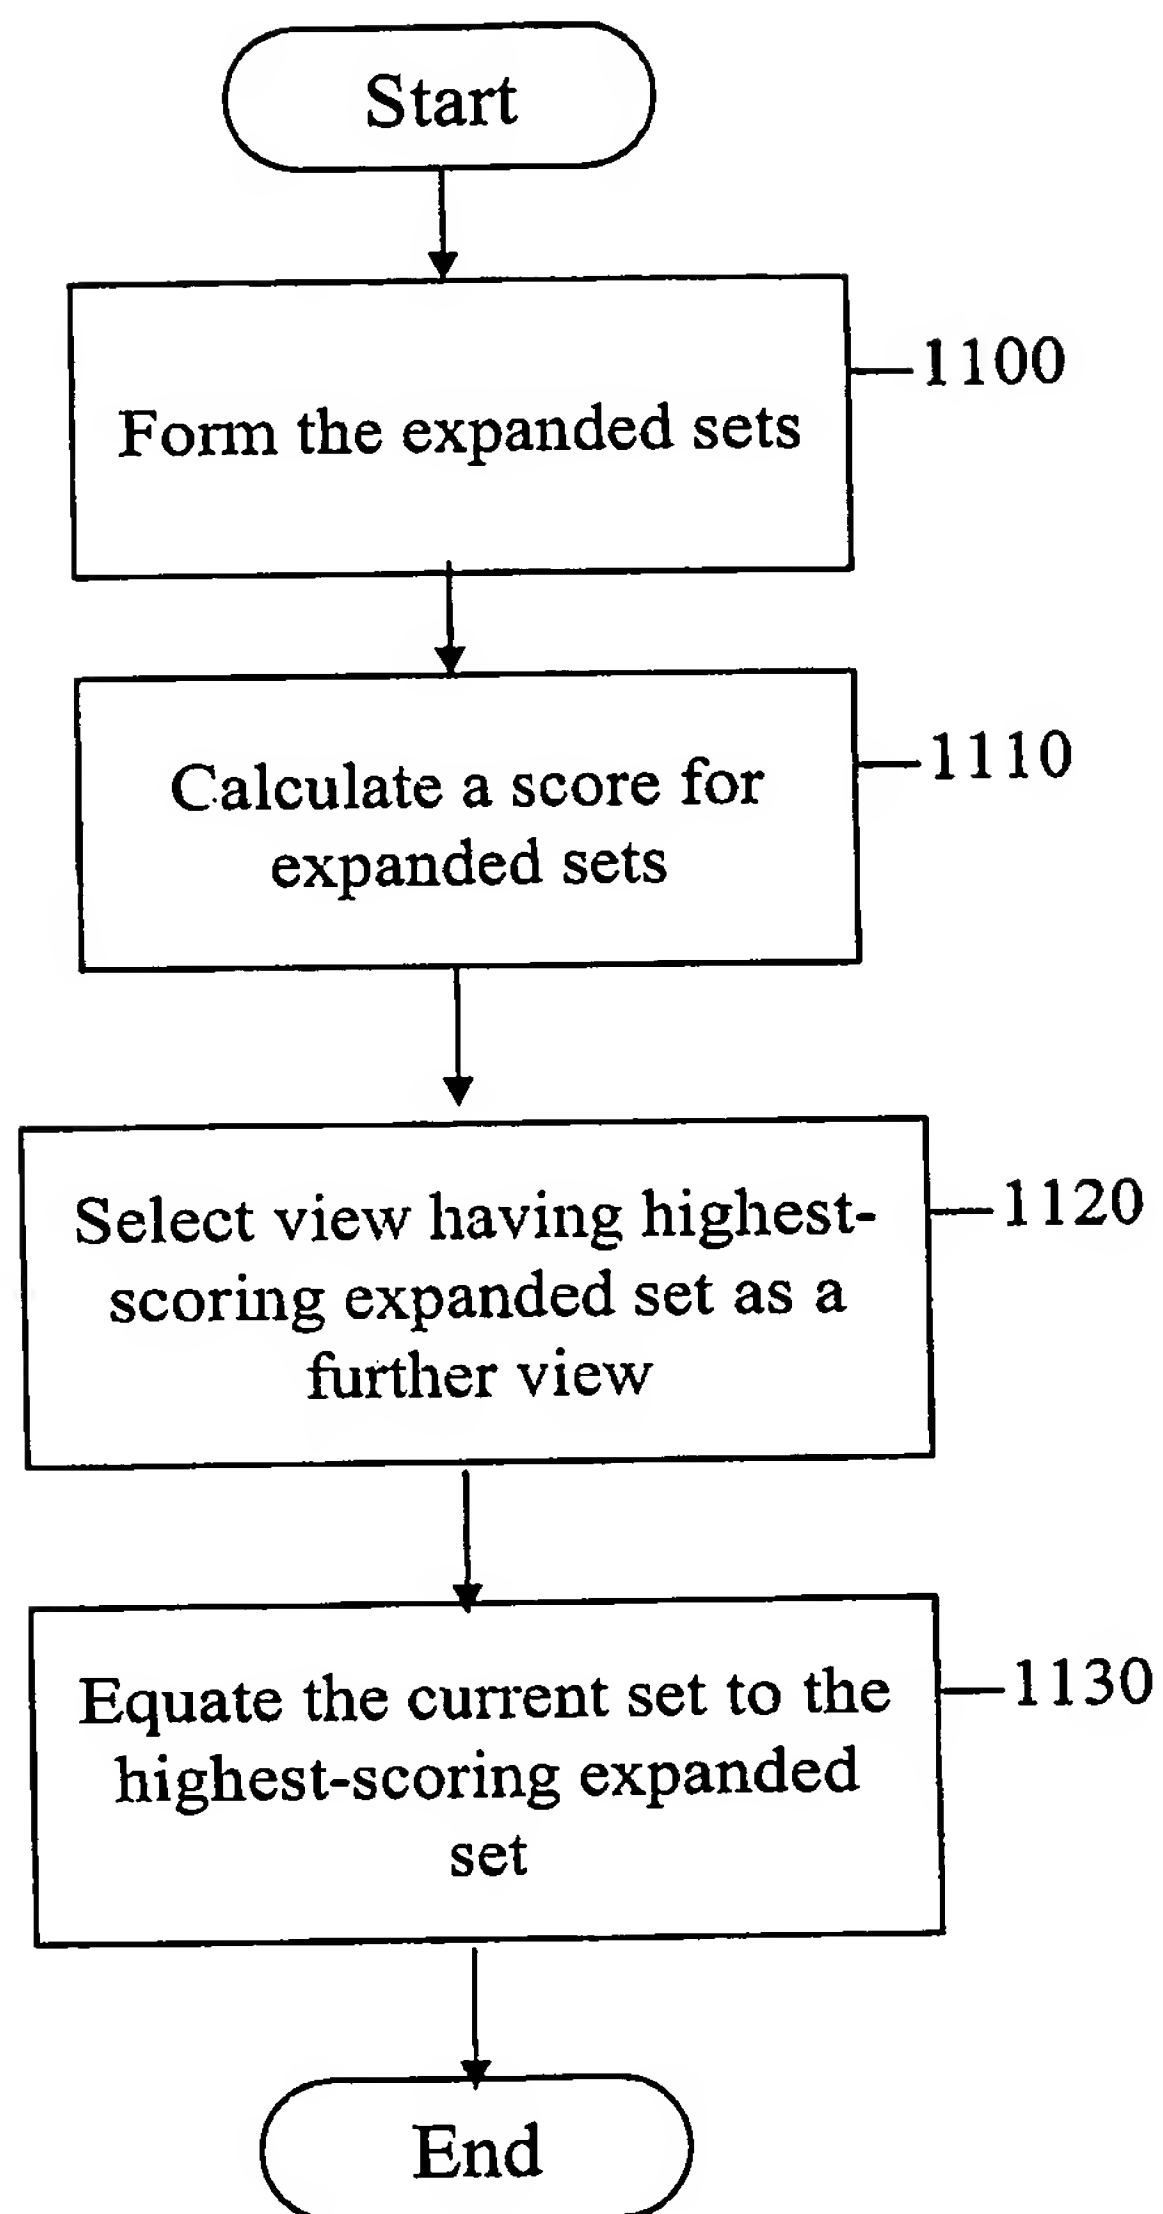 Start
Form the expanded sets
1100
Calculate a score for
expanded sets
1110
Select view having highest-
scoring expanded set as a
further view
1120
Equate the current set to the
highest-scoring expanded
set
1130
End